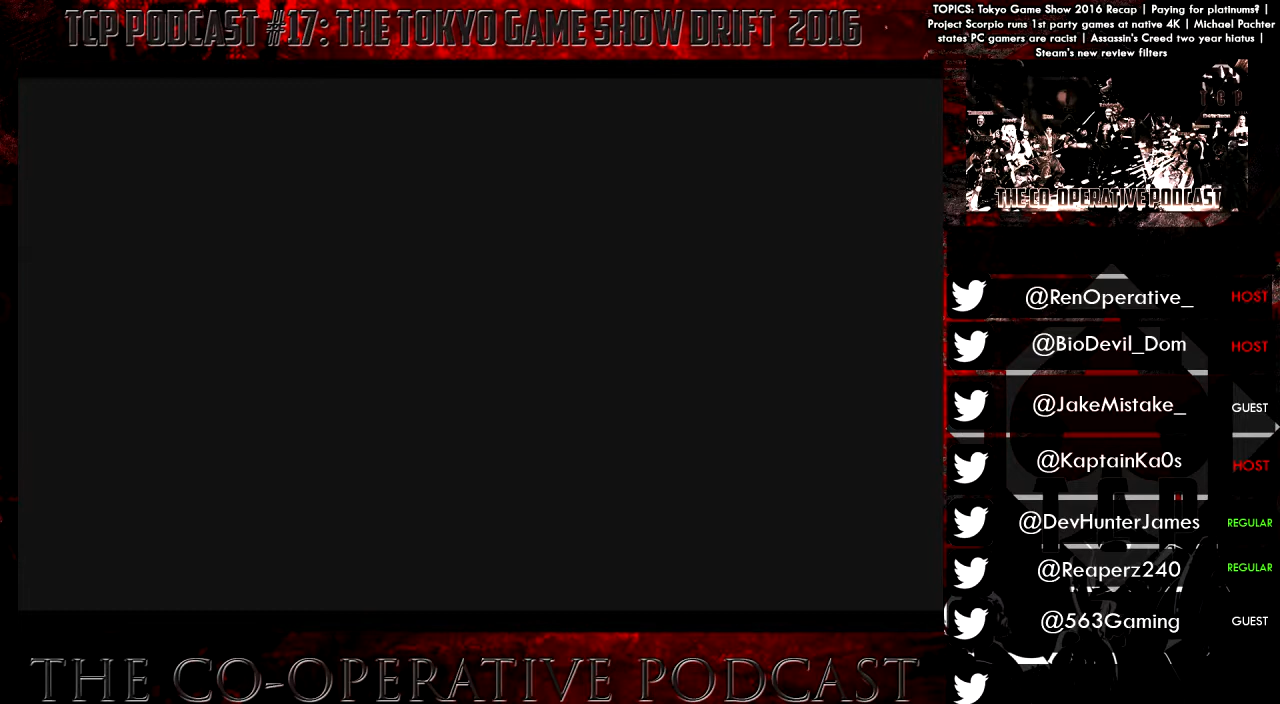 TCP PODCAST #17: THE TOKYO GAME SHOW DRIFT 2016
TOPICS: Tokyo Game Show 2016 Recap | Paying for platinums? |
Project Scorpio runs 1st party games at native 4K | Michael Pachter
states PC gamers are racist | Assassin's Creed two year hiatus |
Steam's new review filters
TCP
THE CO-OPERATIVE PODCAST
@RenOperative_ HOST
@BioDevil_Dom HOST
@JakeMistake_ GUEST
@KaptainKa0s HOST
@DevHunterJames REGULAR
@Reaperz240 REGULAR
@563Gaming GUEST
THE CO-OPERATIVE PODCAST